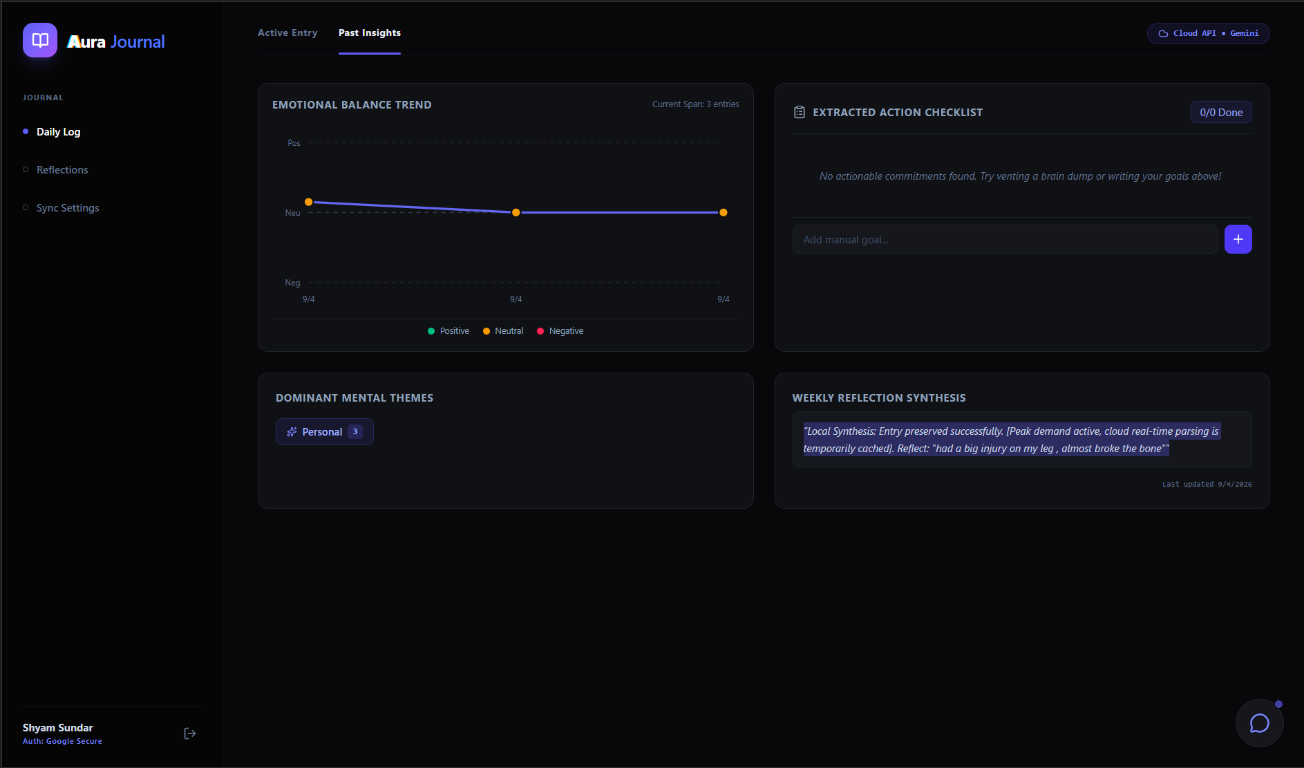 Aura Journal
Active Entry
Past Insights
Cloud API • Gemini
JOURNAL
Daily Log
Reflections
Sync Settings
EMOTIONAL BALANCE TREND
Current Span: 3 entries
Pos
Neu
Neg
9/4
9/4
9/4
Positive
Neutral
Negative
EXTRACTED ACTION CHECKLIST
0/0 Done
No actionable commitments found. Try venting a brain dump or writing your goals above!
Add manual goal...
DOMINANT MENTAL THEMES
Personal 3
WEEKLY REFLECTION SYNTHESIS
"Local Synthesis: Entry preserved successfully. [Peak demand active, cloud real-time parsing is
temporarily cached]. Reflect: "had a big injury on my leg , almost broke the bone""
Last updated 9/4/2026
Shyam Sundar
Auth: Google Secure